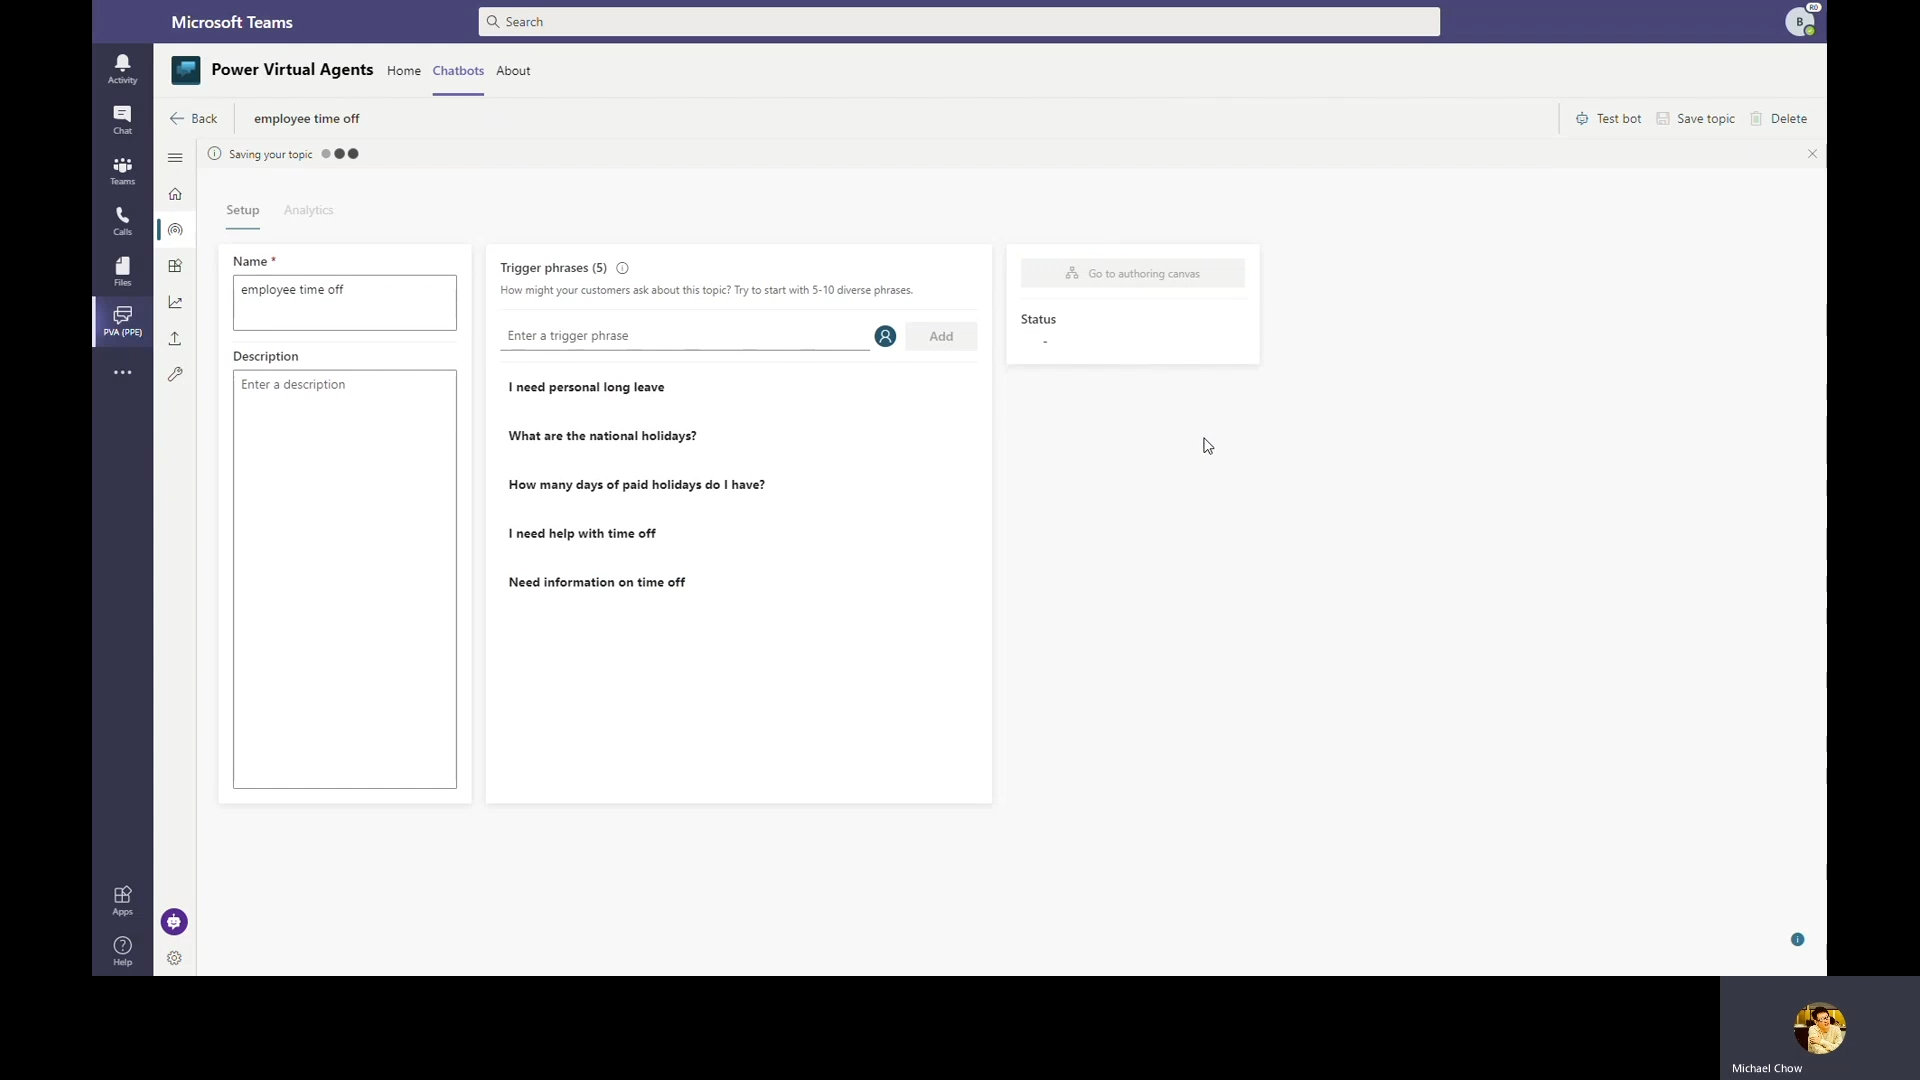 Microsoft Teams
Search
B
RO
Activity
Chat
Teams
Calls
Files
PVA (PPE)
Apps
Help
Power Virtual Agents
Home
Chatbots
About
Back
employee time off
Test bot
Save topic
Delete
Saving your topic
Setup
Analytics
Name *
employee time off
Description
Enter a description
Trigger phrases (5)
How might your customers ask about this topic? Try to start with 5-10 diverse phrases.
Enter a trigger phrase
Add
I need personal long leave
What are the national holidays?
How many days of paid holidays do I have?
I need help with time off
Need information on time off
Go to authoring canvas
Status
-
Michael Chow